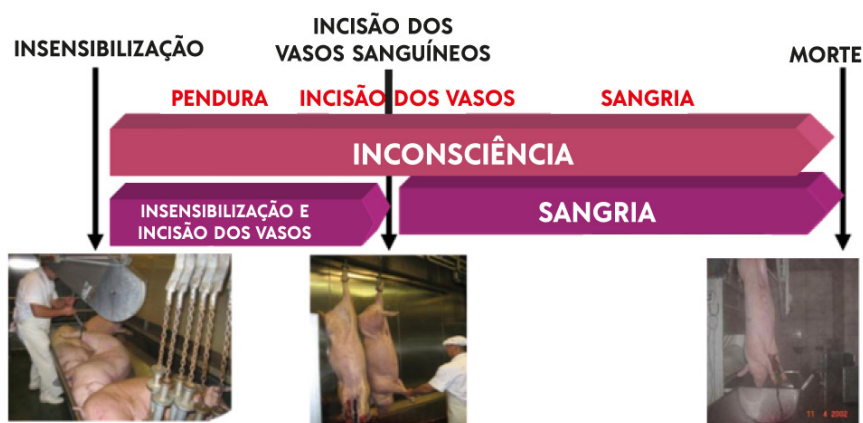 INSENSIBILIZAÇÃO
INCISÃO DOS
VASOS SANGUÍNEOS
MORTE
PENDURA
INCISÃO DOS VASOS
SANGRIA
INCONSCIÊNCIA
INSENSIBILIZAÇÃO E
INCISÃO DOS VASOS
SANGRIA
11 4 2002